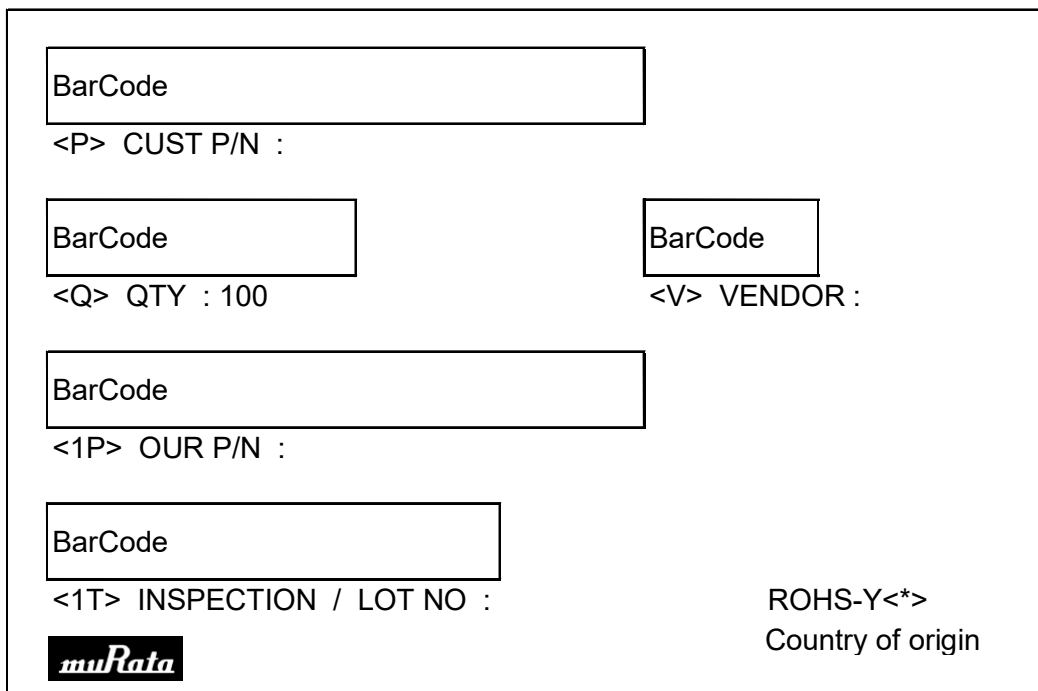 BarCode
<P> CUST P/N :
BarCode
BarCode
<Q> QTY : 100
<V> VENDOR :
BarCode
<1P> OUR P/N :
BarCode
<1T> INSPECTION / LOT NO :
ROHS-Y<*>
Country of origin
muRata